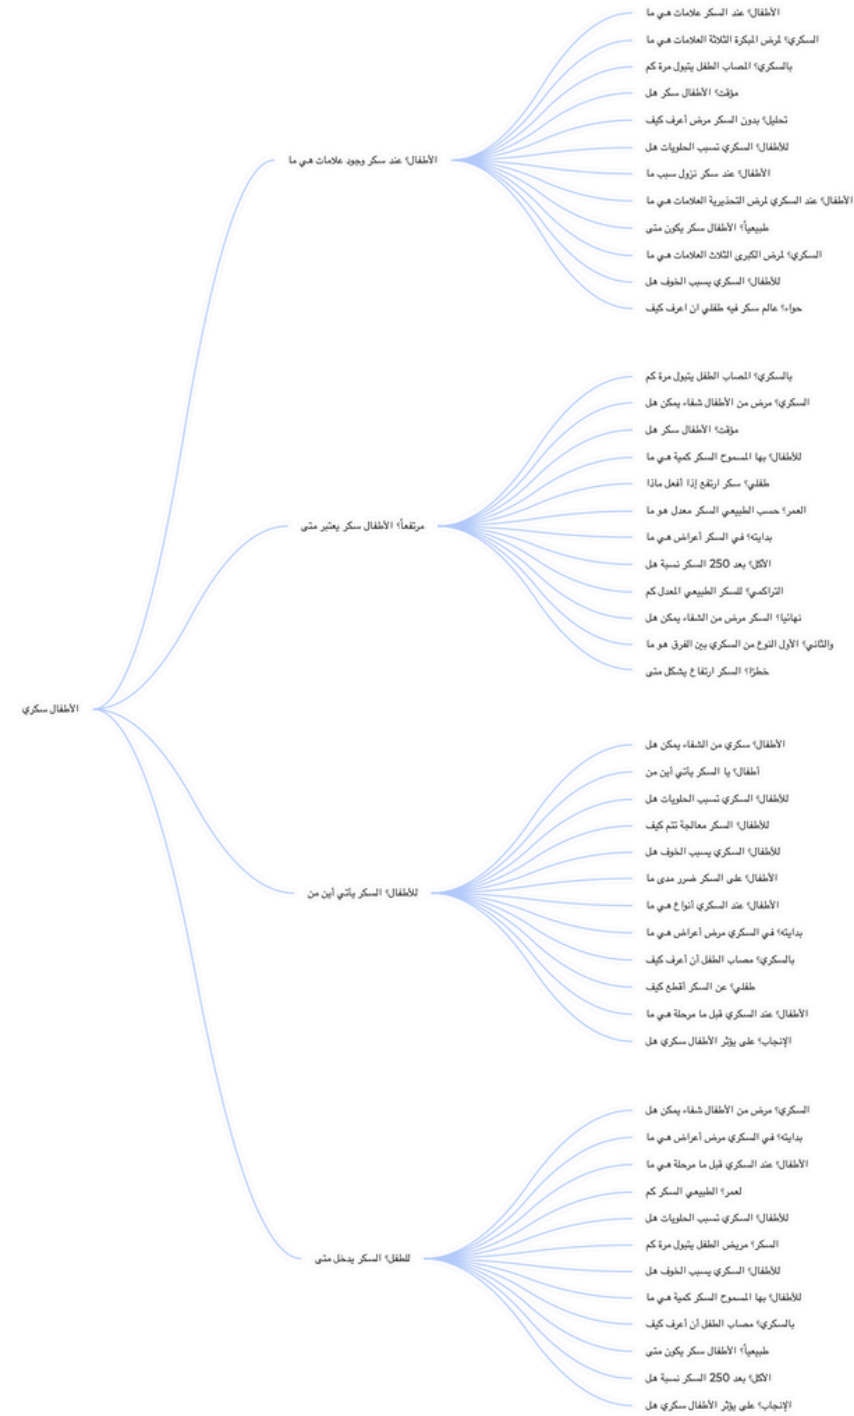 الأطفال سكري
الأطفال؟ عند سكر وجود علامات هي ما
الأطفال؟ عند السكر علامات هي ما
السكري؟ لمرض المبكرة الثلاثة العلامات هي ما
بالسكري؟ المصاب الطفل يتبول مرة كم
مؤقت؟ الأطفال سكر هل
تحليل؟ بدون السكر مرض أعرف كيف
للأطفال؟ السكري تسبب الحلويات هل
الأطفال؟ عند سكر نزول سبب ما
الأطفال؟ عند السكري لمرض التحذيرية العلامات هي ما
طبيعياً؟ الأطفال سكر يكون متى
السكري؟ لمرض الكبرى الثلاث العلامات هي ما
للأطفال؟ السكري يسبب الخوف هل
حواء؟ عالم سكر فيه طفلي ان اعرف كيف
مرتفعاً؟ الأطفال سكر يعتبر متى
بالسكري؟ المصاب الطفل يتبول مرة كم
السكري؟ مرض من الأطفال شفاء يمكن هل
مؤقت؟ الأطفال سكر هل
للأطفال؟ بها المسموح السكر كمية هي ما
طفلي؟ سكر ارتفع إذا أفعل ماذا
العمر؟ حسب الطبيعي السكر معدل هو ما
بدايته؟ في السكر أعراض هي ما
الأكل؟ بعد 250 السكر نسبة هل
التراكمي؟ للسكر الطبيعي المعدل كم
نهائيا؟ السكر مرض من الشفاء يمكن هل
والثاني؟ الأول النوع من السكري بين الفرق هو ما
خطرًا؟ السكر ارتفاع يشكل متى
للأطفال؟ السكر يأتي أين من
الأطفال؟ سكري من الشفاء يمكن هل
أطفال؟ يا السكر يأتي أين من
للأطفال؟ السكري تسبب الحلويات هل
للأطفال؟ السكر معالجة تتم كيف
للأطفال؟ السكري يسبب الخوف هل
الأطفال؟ على السكر ضرر مدى ما
الأطفال؟ عند السكري أنواع هي ما
بدايته؟ في السكري مرض أعراض هي ما
بالسكري؟ مصاب الطفل أن أعرف كيف
طفلي؟ عن السكر أقطع كيف
الأطفال؟ عند السكري قبل ما مرحلة هي ما
الإنجاب؟ على يؤثر الأطفال سكري هل
للطفل؟ السكر يدخل متى
السكري؟ مرض من الأطفال شفاء يمكن هل
بدايته؟ في السكري مرض أعراض هي ما
الأطفال؟ عند السكري قبل ما مرحلة هي ما
لعمر؟ الطبيعي السكر كم
للأطفال؟ السكري تسبب الحلويات هل
السكر؟ مريض الطفل يتبول مرة كم
للأطفال؟ السكري يسبب الخوف هل
للأطفال؟ بها المسموح السكر كمية هي ما
بالسكري؟ مصاب الطفل أن أعرف كيف
طبيعياً؟ الأطفال سكر يكون متى
الأكل؟ بعد 250 السكر نسبة هل
الإنجاب؟ على يؤثر الأطفال سكري هل